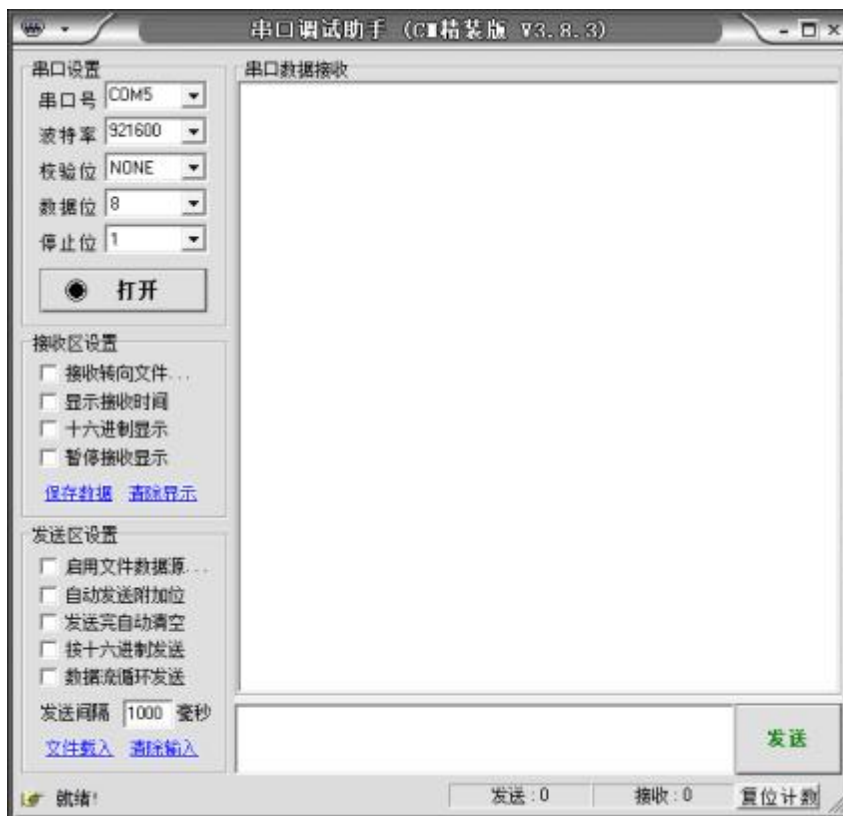 串口调试助手 (CM精装版 V3.8.3)
串口设置
串口号 COM5
波特率 921600
校验位 NONE
数据位 8
停止位 1
打开
接收区设置
接收转向文件...
显示接收时间
十六进制显示
暂停接收显示
保存数据 清除显示
发送区设置
启用文件数据源...
自动发送附加位
发送完自动清空
按十六进制发送
数据流循环发送
发送间隔 1000 毫秒
文件载入 清除输入
串口数据接收
发送
就绪!
发送:0
接收:0
复位计数